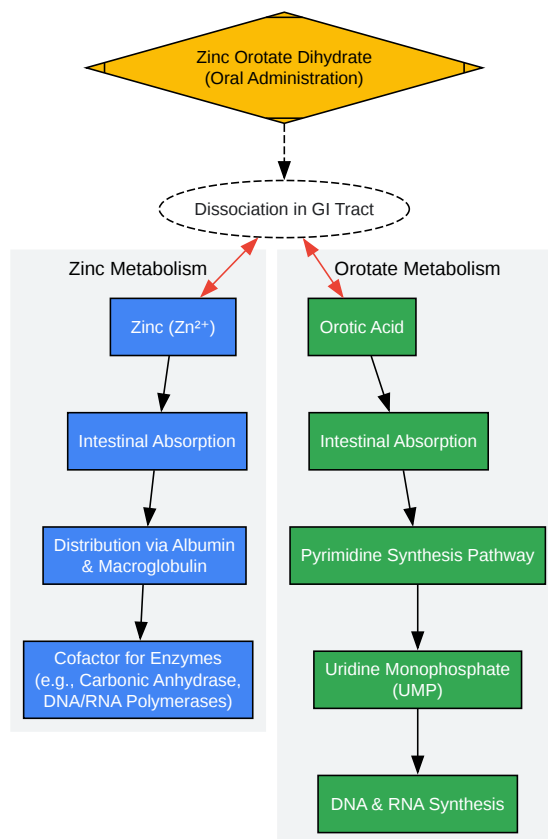 Zinc Orotate Dihydrate
(Oral Administration)
Dissociation in GI Tract
Zinc Metabolism
Zinc (Zn²⁺)
Intestinal Absorption
Distribution via Albumin
& Macroglobulin
Cofactor for Enzymes
(e.g., Carbonic Anhydrase,
DNA/RNA Polymerases)
Orotate Metabolism
Orotic Acid
Intestinal Absorption
Pyrimidine Synthesis Pathway
Uridine Monophosphate
(UMP)
DNA & RNA Synthesis